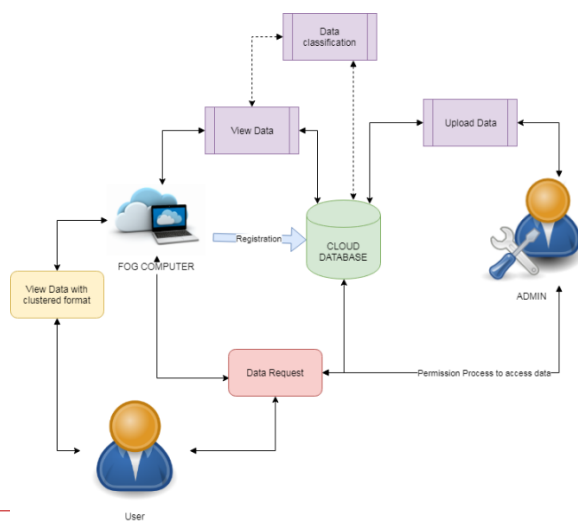 Data
classification
View Data
Upload Data
Registration
CLOUD
DATABASE
FOG COMPUTER
ADMIN
View Data with
clustered format
Data Request
Permission Process to access data
User